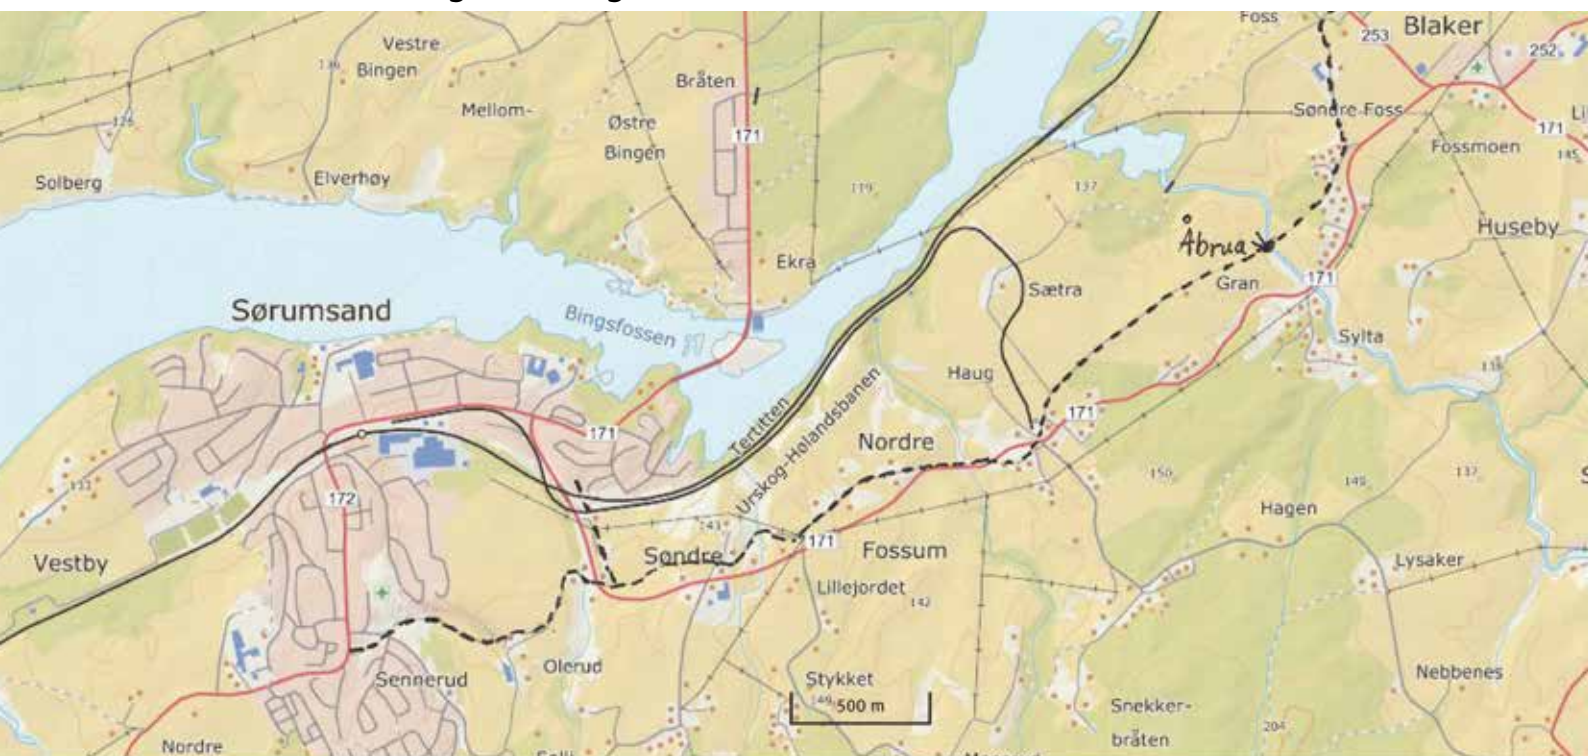 Foss
Blaker
253
252
Vestre
Bingen
Bråten
Mellom-
Østre
Bingen
171
Søndre Foss
171
Fossmoen
145
Solberg
Elverhøy
119
137
Åbrua
Huseby
Ekra
Sætra
Gran
171
Sørumsand
Bingsfossen
Sylta
Haug
Tertitten
Urskog-Hølandsbanen
171
171
Nordre
172
150
149
137
Hagen
143
Vestby
Søndre
171
Fossum
Lysaker
Lillejordet
142
Olerud
Sennerud
Stykket
500 m
Nebbenes
Snekker-
bråten
204
Nordre